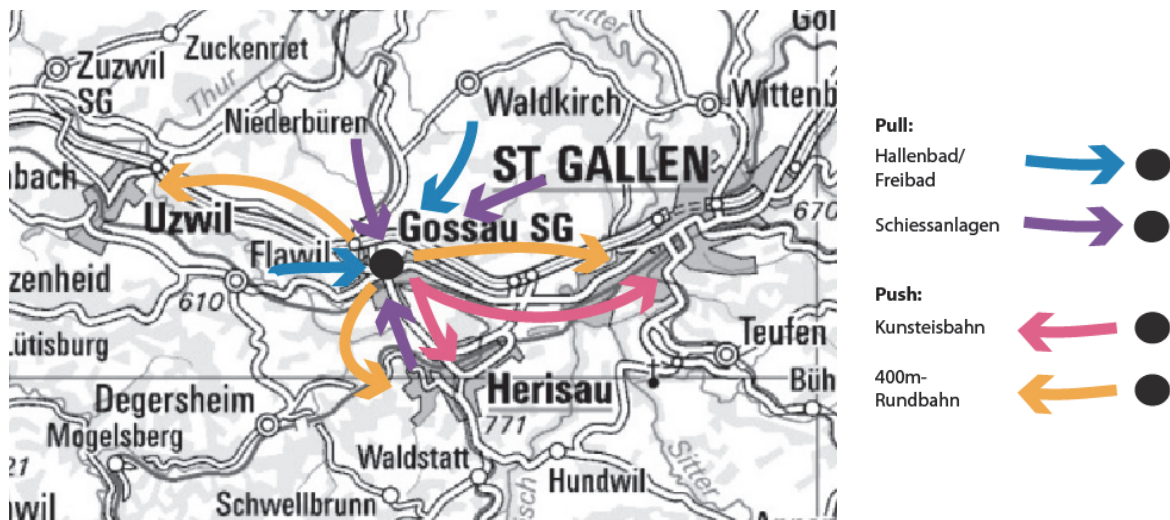 Zuckenriet
Gol
Sitter
Zuzwil
SG
Thur
Waldkirch
Wittenb
Niederbüren
ST GALLEN
nbach
Uzwil
Gossau SG
670
Flawil
zenheid
610
Lütisburg
Teufen
Herisau
Büh
Degersheim
771
Mogelsberg
21
Waldstatt
Hundwil
Sitter
Schwellbrunn
wil
Pull:
Hallenbad/
Freibad
Schiessanlagen
Push:
Kunsteisbahn
400m-
Rundbahn